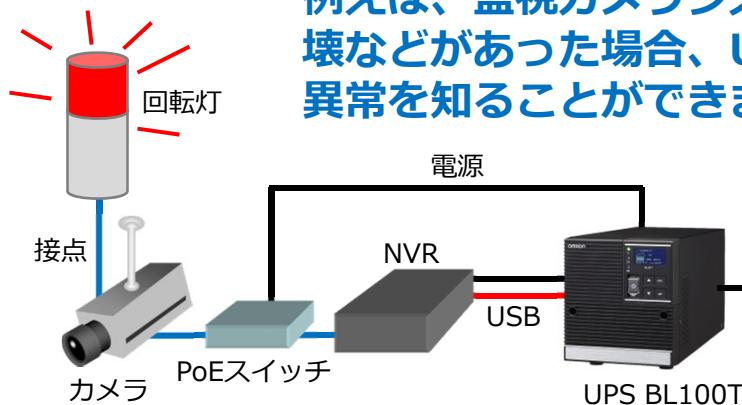 壊などがあった場合、
異常を知ることができ
回転灯
電源
接点
NVR
USB
PoEスイッチ
カメラ
UPS BL100T
omron